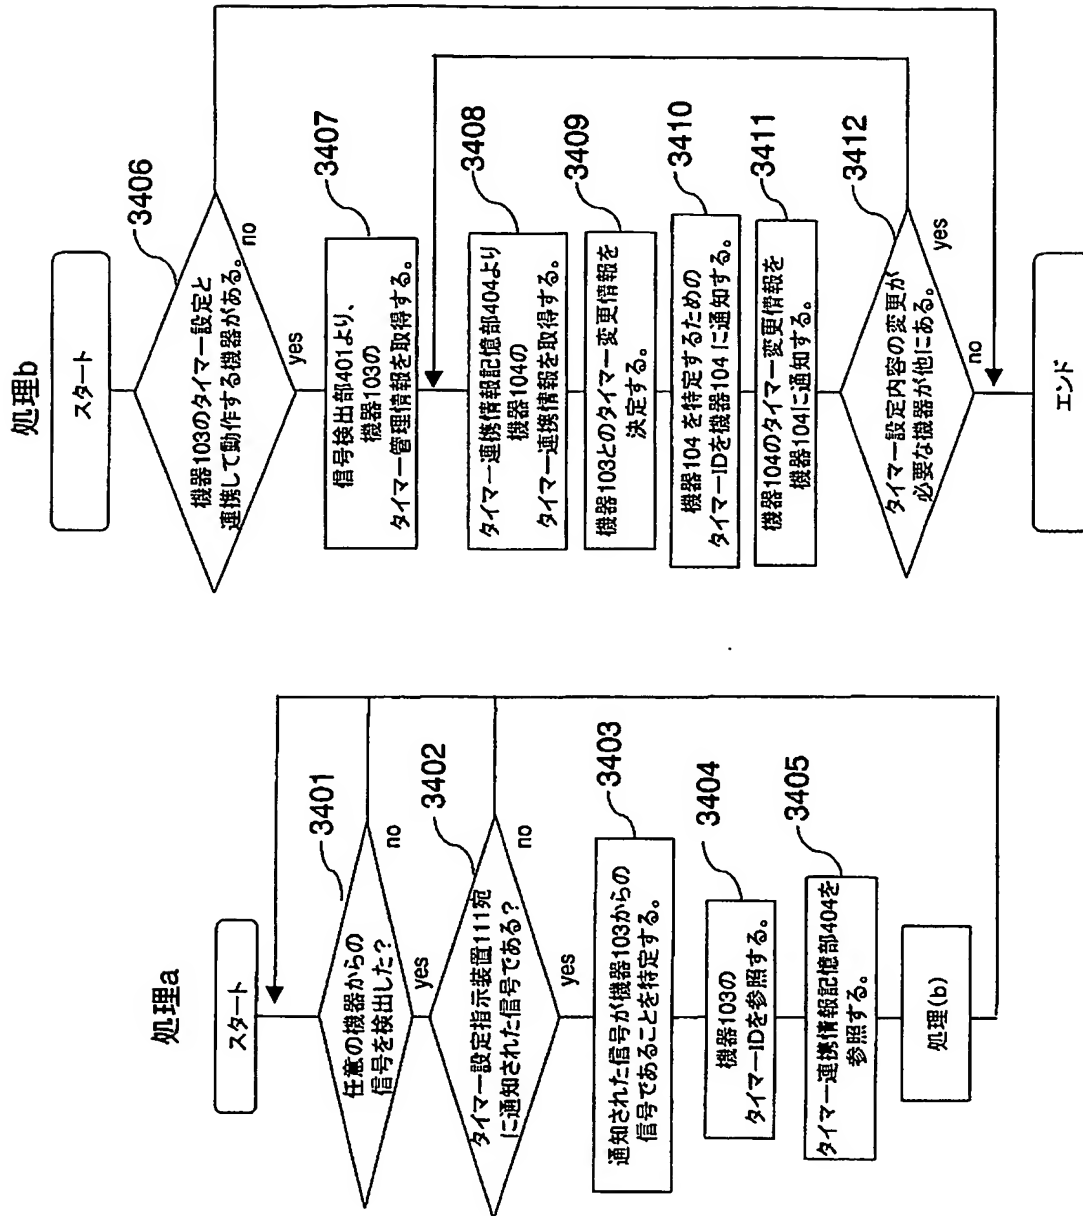 処理a
スタート
任意の機器からの
信号を検出した?
3401
no
yes
タイマー設定指示装置111宛
に通知された信号である?
3402
no
yes
通知された信号が機器103からの
信号であることを特定する。
3403
機器103の
タイマーIDを参照する。
3404
タイマー連携情報記憶部404を
参照する。
3405
処理(b)
処理b
スタート
機器103のタイマー設定と
連携して動作する機器がある。
3406
no
yes
信号検出部401より、
機器103の
タイマー管理情報を取得する。
3407
タイマー連携情報記憶部404より
機器104の
タイマー連携情報を取得する。
3408
機器103とのタイマー変更情報を
決定する。
3409
機器104を特定するための
タイマーIDを機器104に通知する。
3410
機器104のタイマー変更情報を
機器104に通知する。
3411
タイマー設定内容の変更が
必要な機器が他にある。
3412
yes
no
エンド